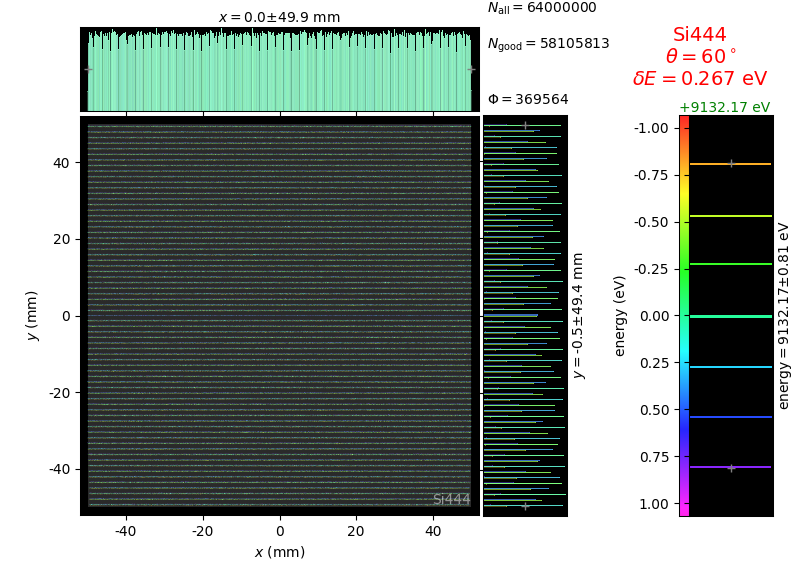 x = 0.0±49.9 mm
N_all = 64000000
N_good = 58105813
Φ = 369564
Si444
θ = 60°
δE = 0.267 eV
+9132.17 eV
40
20
0
-20
-40
y (mm)
Si444
-40
-20
0
20
40
x (mm)
y = -0.5±49.4 mm
-1.00
-0.75
-0.50
-0.25
0.00
0.25
0.50
0.75
1.00
energy (eV)
energy = 9132.17±0.81 eV